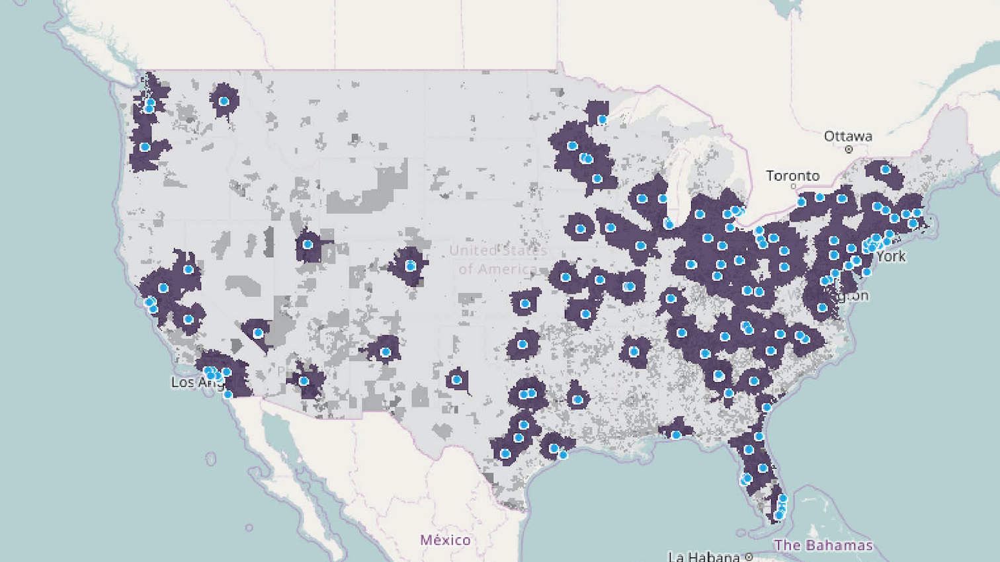 Ottawa
Toronto
United States
of America
York
Los Ang
México
The Bahamas
La Habana